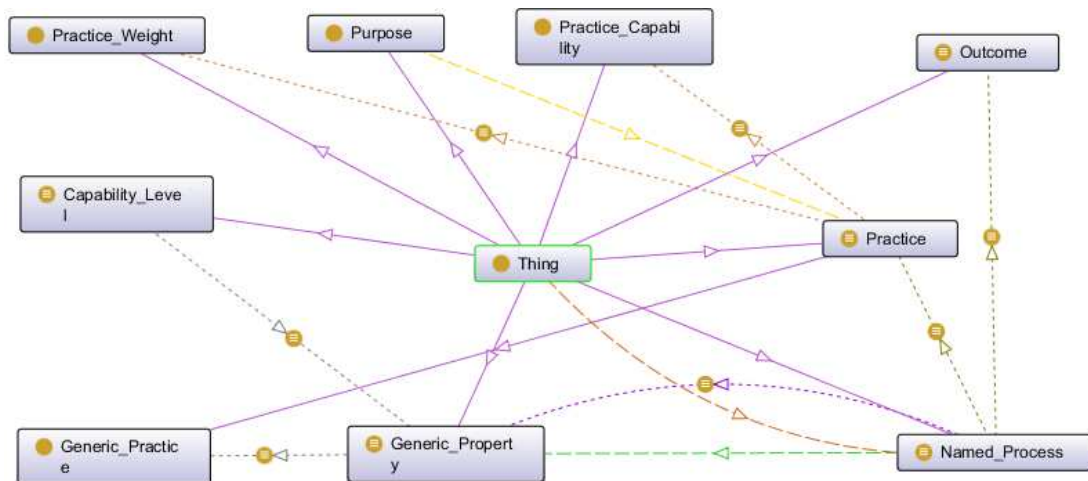 Practice_Weight
Purpose
Practice_Capabi
lity
Outcome
Capability_Leve
l
Practice
Thing
Generic_Practic
e
Generic_Propert
y
Named_Process